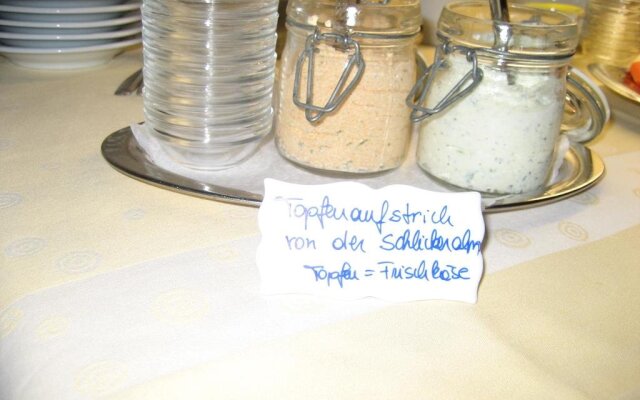 Topfenaufstrich
von der Schlickeralm
Topfen = Frischkäse